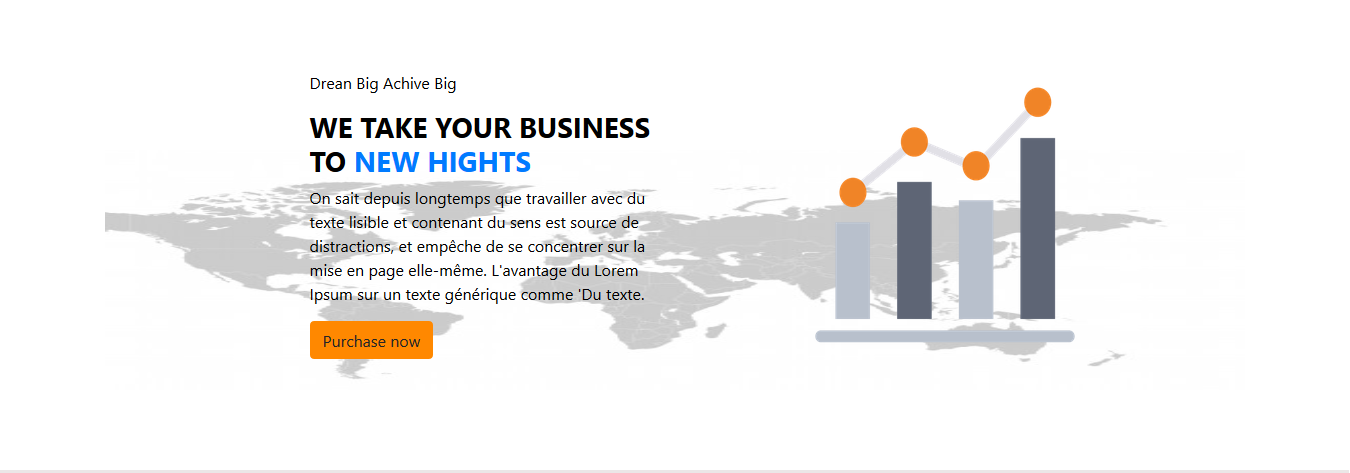 Drean Big Achive Big
WE TAKE YOUR BUSINESS
TO NEW HIGHTS
On sait depuis longtemps que travailler avec du
texte lisible et contenant du sens est source de
distractions, et empêche de se concentrer sur la
mise en page elle-même. L'avantage du Lorem
Ipsum sur un texte générique comme 'Du texte.
Purchase now